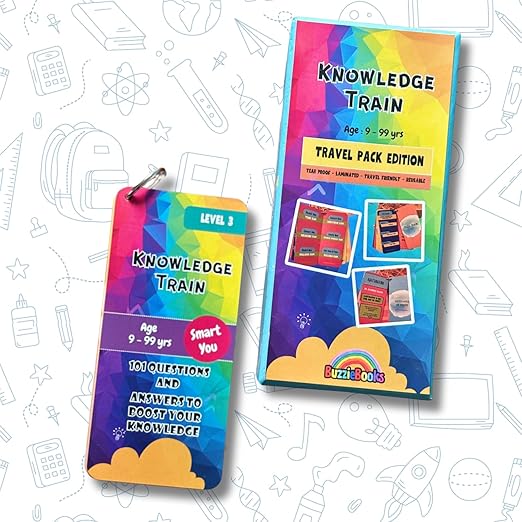 LEVEL 3
KNOWLEDGE
TRAIN
Age
9 - 99 yrs
Smart
You
101 QUESTIONS
AND
ANSWERS TO
BOOST YOUR
KNOWLEDGE
KNOWLEDGE
TRAIN
Age : 9 - 99 yrs
TRAVEL PACK EDITION
TEAR PROOF - LAMINATED - TRAVEL FRIENDLY - REUSABLE
BuzzieBooks